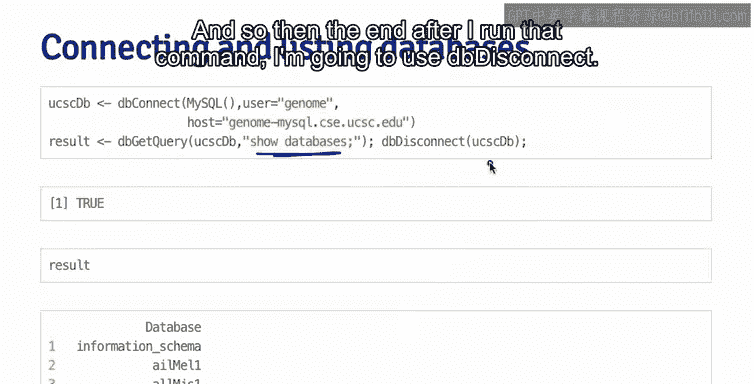 And so then the end after I run that
command, I'm going to use dbDisconnect.
Connecting and listing databases
ucscDb <- dbConnect(MySQL(),user="genome",
host="genome-mysql.cse.ucsc.edu")
result <- dbGetQuery(ucscDb,"show databases;"); dbDisconnect(ucscDb);
[1] TRUE
result
Database
1 information_schema
2 ailMel1
3 allMis1